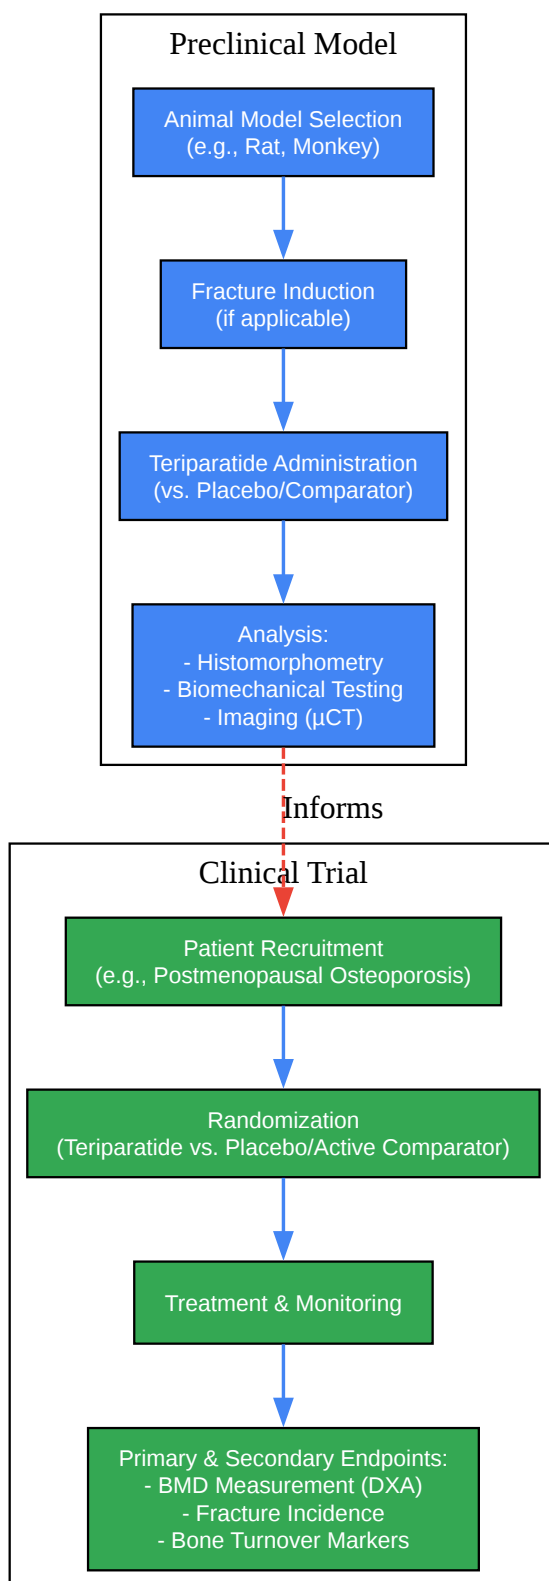 Preclinical Model
Animal Model Selection
(e.g., Rat, Monkey)
Fracture Induction
(if applicable)
Teriparatide Administration
(vs. Placebo/Comparator)
Analysis:
- Histomorphometry
- Biomechanical Testing
- Imaging (µCT)
Informs
Clinical Trial
Patient Recruitment
(e.g., Postmenopausal Osteoporosis)
Randomization
(Teriparatide vs. Placebo/Active Comparator)
Treatment & Monitoring
Primary & Secondary Endpoints:
- BMD Measurement (DXA)
- Fracture Incidence
- Bone Turnover Markers